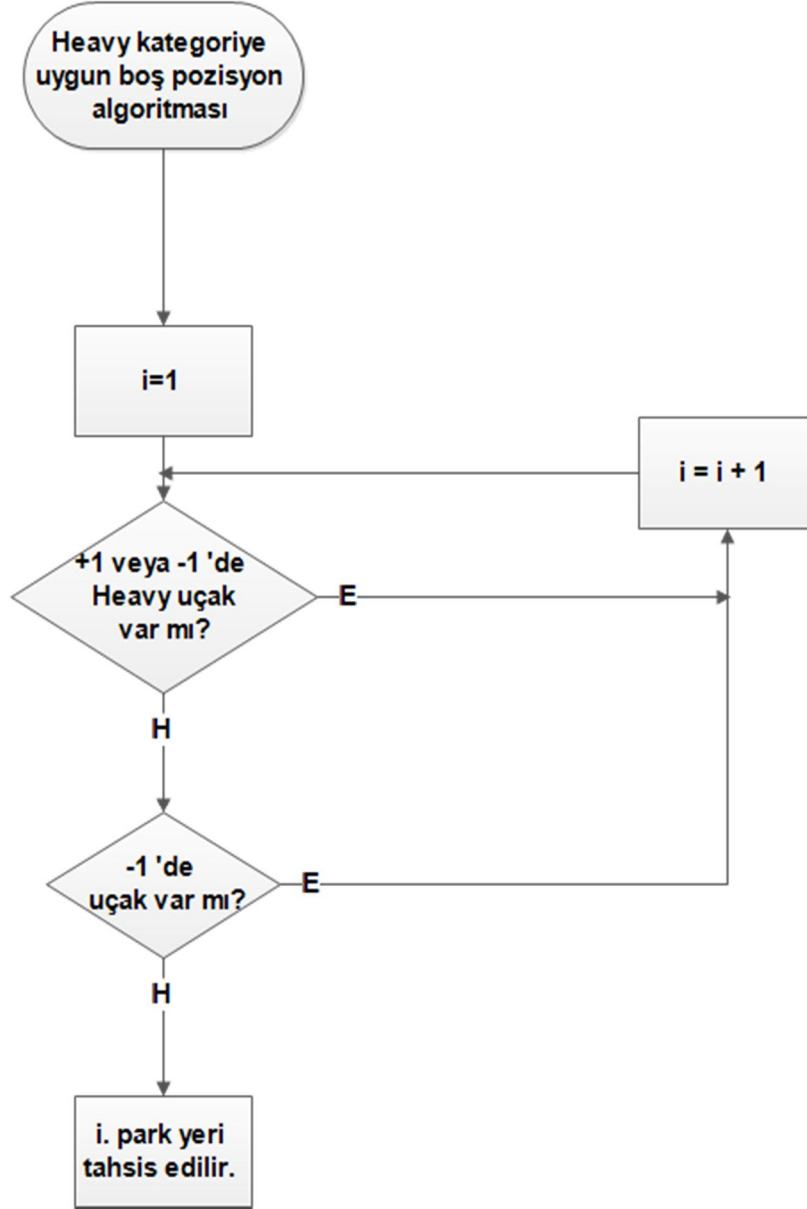 Heavy kategoriye
uygun boş pozisyon
algoritması
i=1
i = i + 1
+1 veya -1 'de
Heavy uçak
var mı?
E
H
-1 'de
uçak var mı?
E
H
i. park yeri
tahsis edilir.